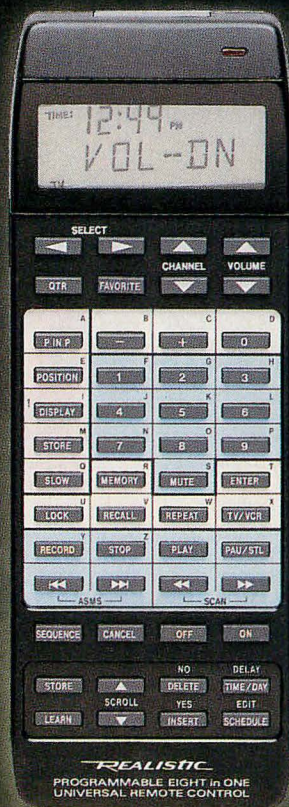 TIME: 12:44 PM
VOL-DN
TV
SELECT
CHANNEL VOLUME
QTR FAVORITE
A B C D
P.IN.P − + 0
E F G H
POSITION 1 2 3
! I J K L
DISPLAY 4 5 6
M N O P
STORE 7 8 9
Q R S T
SLOW MEMORY MUTE ENTER
U V W X
LOCK RECALL REPEAT TV/VCR
Y Z
RECORD STOP PLAY PAU/STL
ASMS SCAN
SEQUENCE CANCEL OFF ON
NO DELAY
STORE DELETE TIME/DAY
SCROLL YES EDIT
LEARN INSERT SCHEDULE
REALISTIC
PROGRAMMABLE EIGHT in ONE
UNIVERSAL REMOTE CONTROL